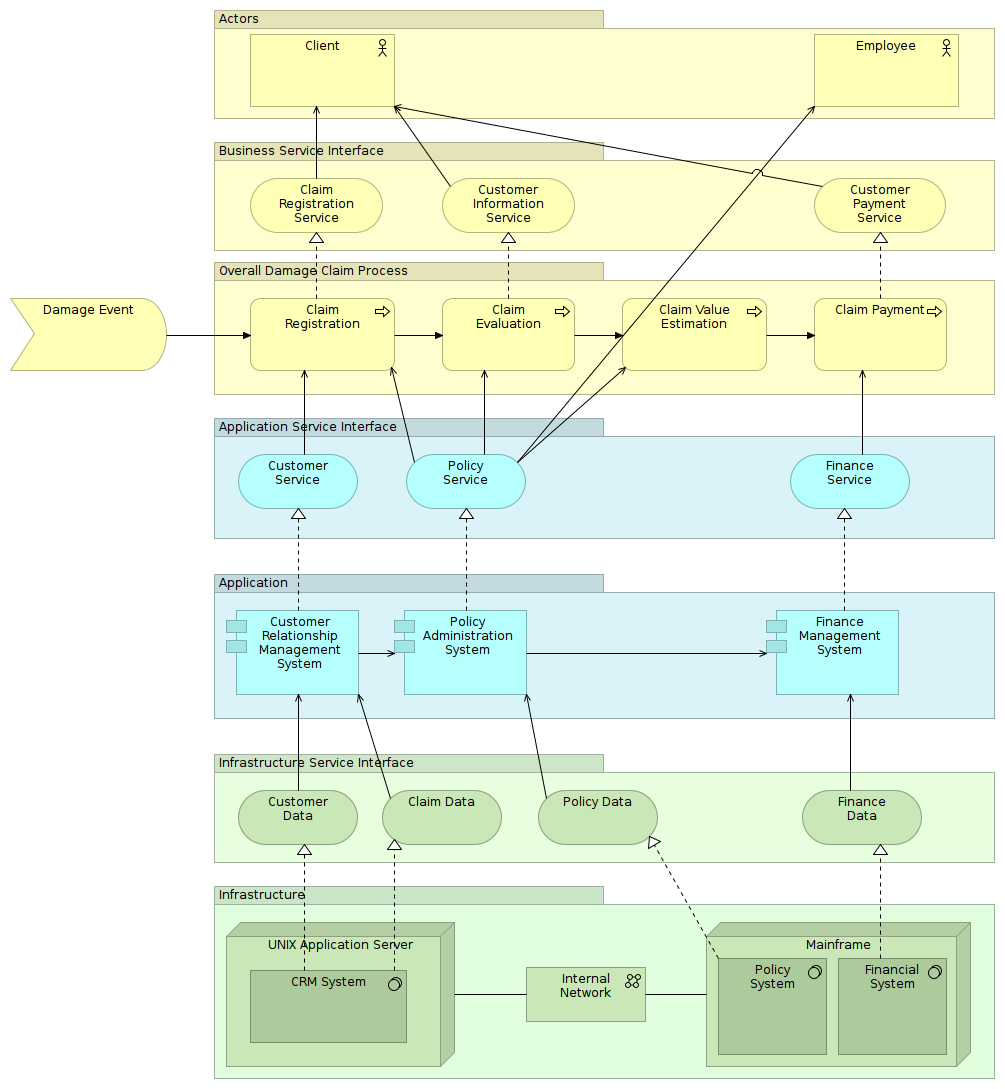 Actors
Client
Employee
Business Service Interface
Claim
Registration
Service
Customer
Information
Service
Customer
Payment
Service
Overall Damage Claim Process
Damage Event
Claim
Registration
Claim
Evaluation
Claim Value
Estimation
Claim Payment
Application Service Interface
Customer
Service
Policy
Service
Finance
Service
Application
Customer
Relationship
Management
System
Policy
Administration
System
Finance
Management
System
Infrastructure Service Interface
Customer
Data
Claim Data
Policy Data
Finance
Data
Infrastructure
UNIX Application Server
CRM System
Internal
Network
Mainframe
Policy
System
Financial
System